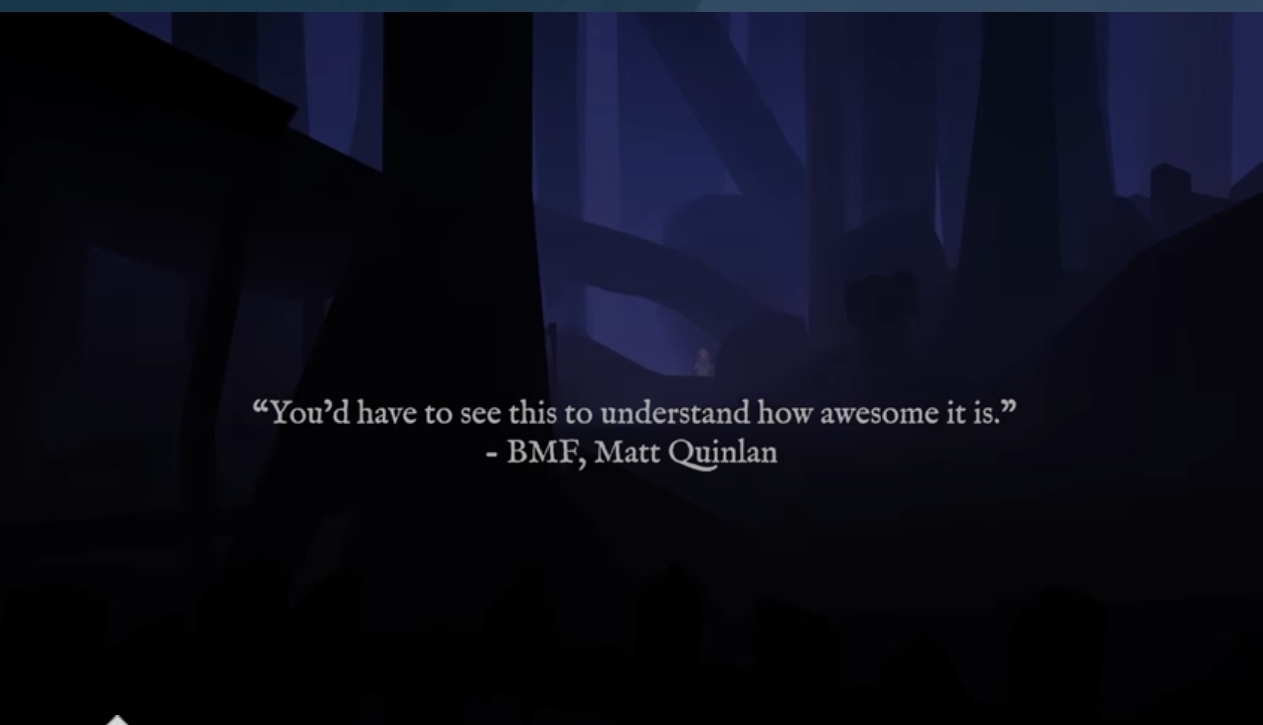 “You’d have to see this to understand how awesome it is.”
- BMF, Matt Quinlan